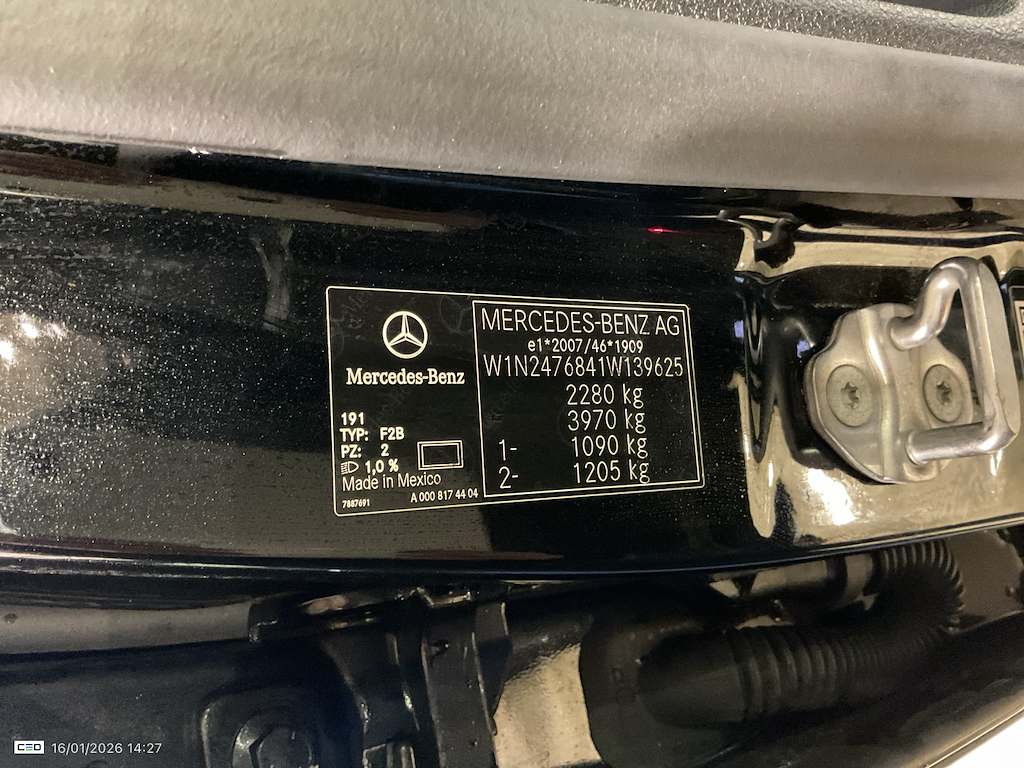 Mercedes-Benz
191
TYP: F2B
PZ: 2
1,0 %
Made in Mexico
7887691 A 000 817 44 04
MERCEDES-BENZ AG
e1*2007/46*1909
W1N2476841W139625
2280 kg
3970 kg
1- 1090 kg
2- 1205 kg
CEO 16/01/2026 14:27